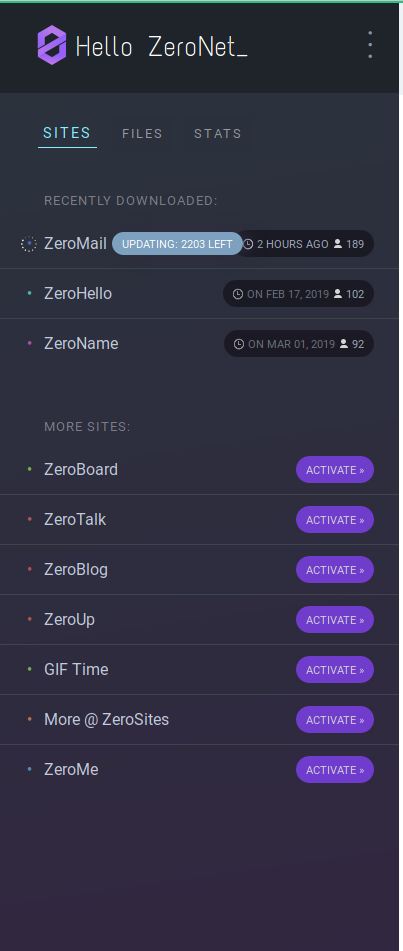 Hello ZeroNet_
SITES FILES STATS
RECENTLY DOWNLOADED:
ZeroMail UPDATING: 2203 LEFT 2 HOURS AGO 189
ZeroHello ON FEB 17, 2019 102
ZeroName ON MAR 01, 2019 92
MORE SITES:
ZeroBoard ACTIVATE »
ZeroTalk ACTIVATE »
ZeroBlog ACTIVATE »
ZeroUp ACTIVATE »
GIF Time ACTIVATE »
More @ ZeroSites ACTIVATE »
ZeroMe ACTIVATE »